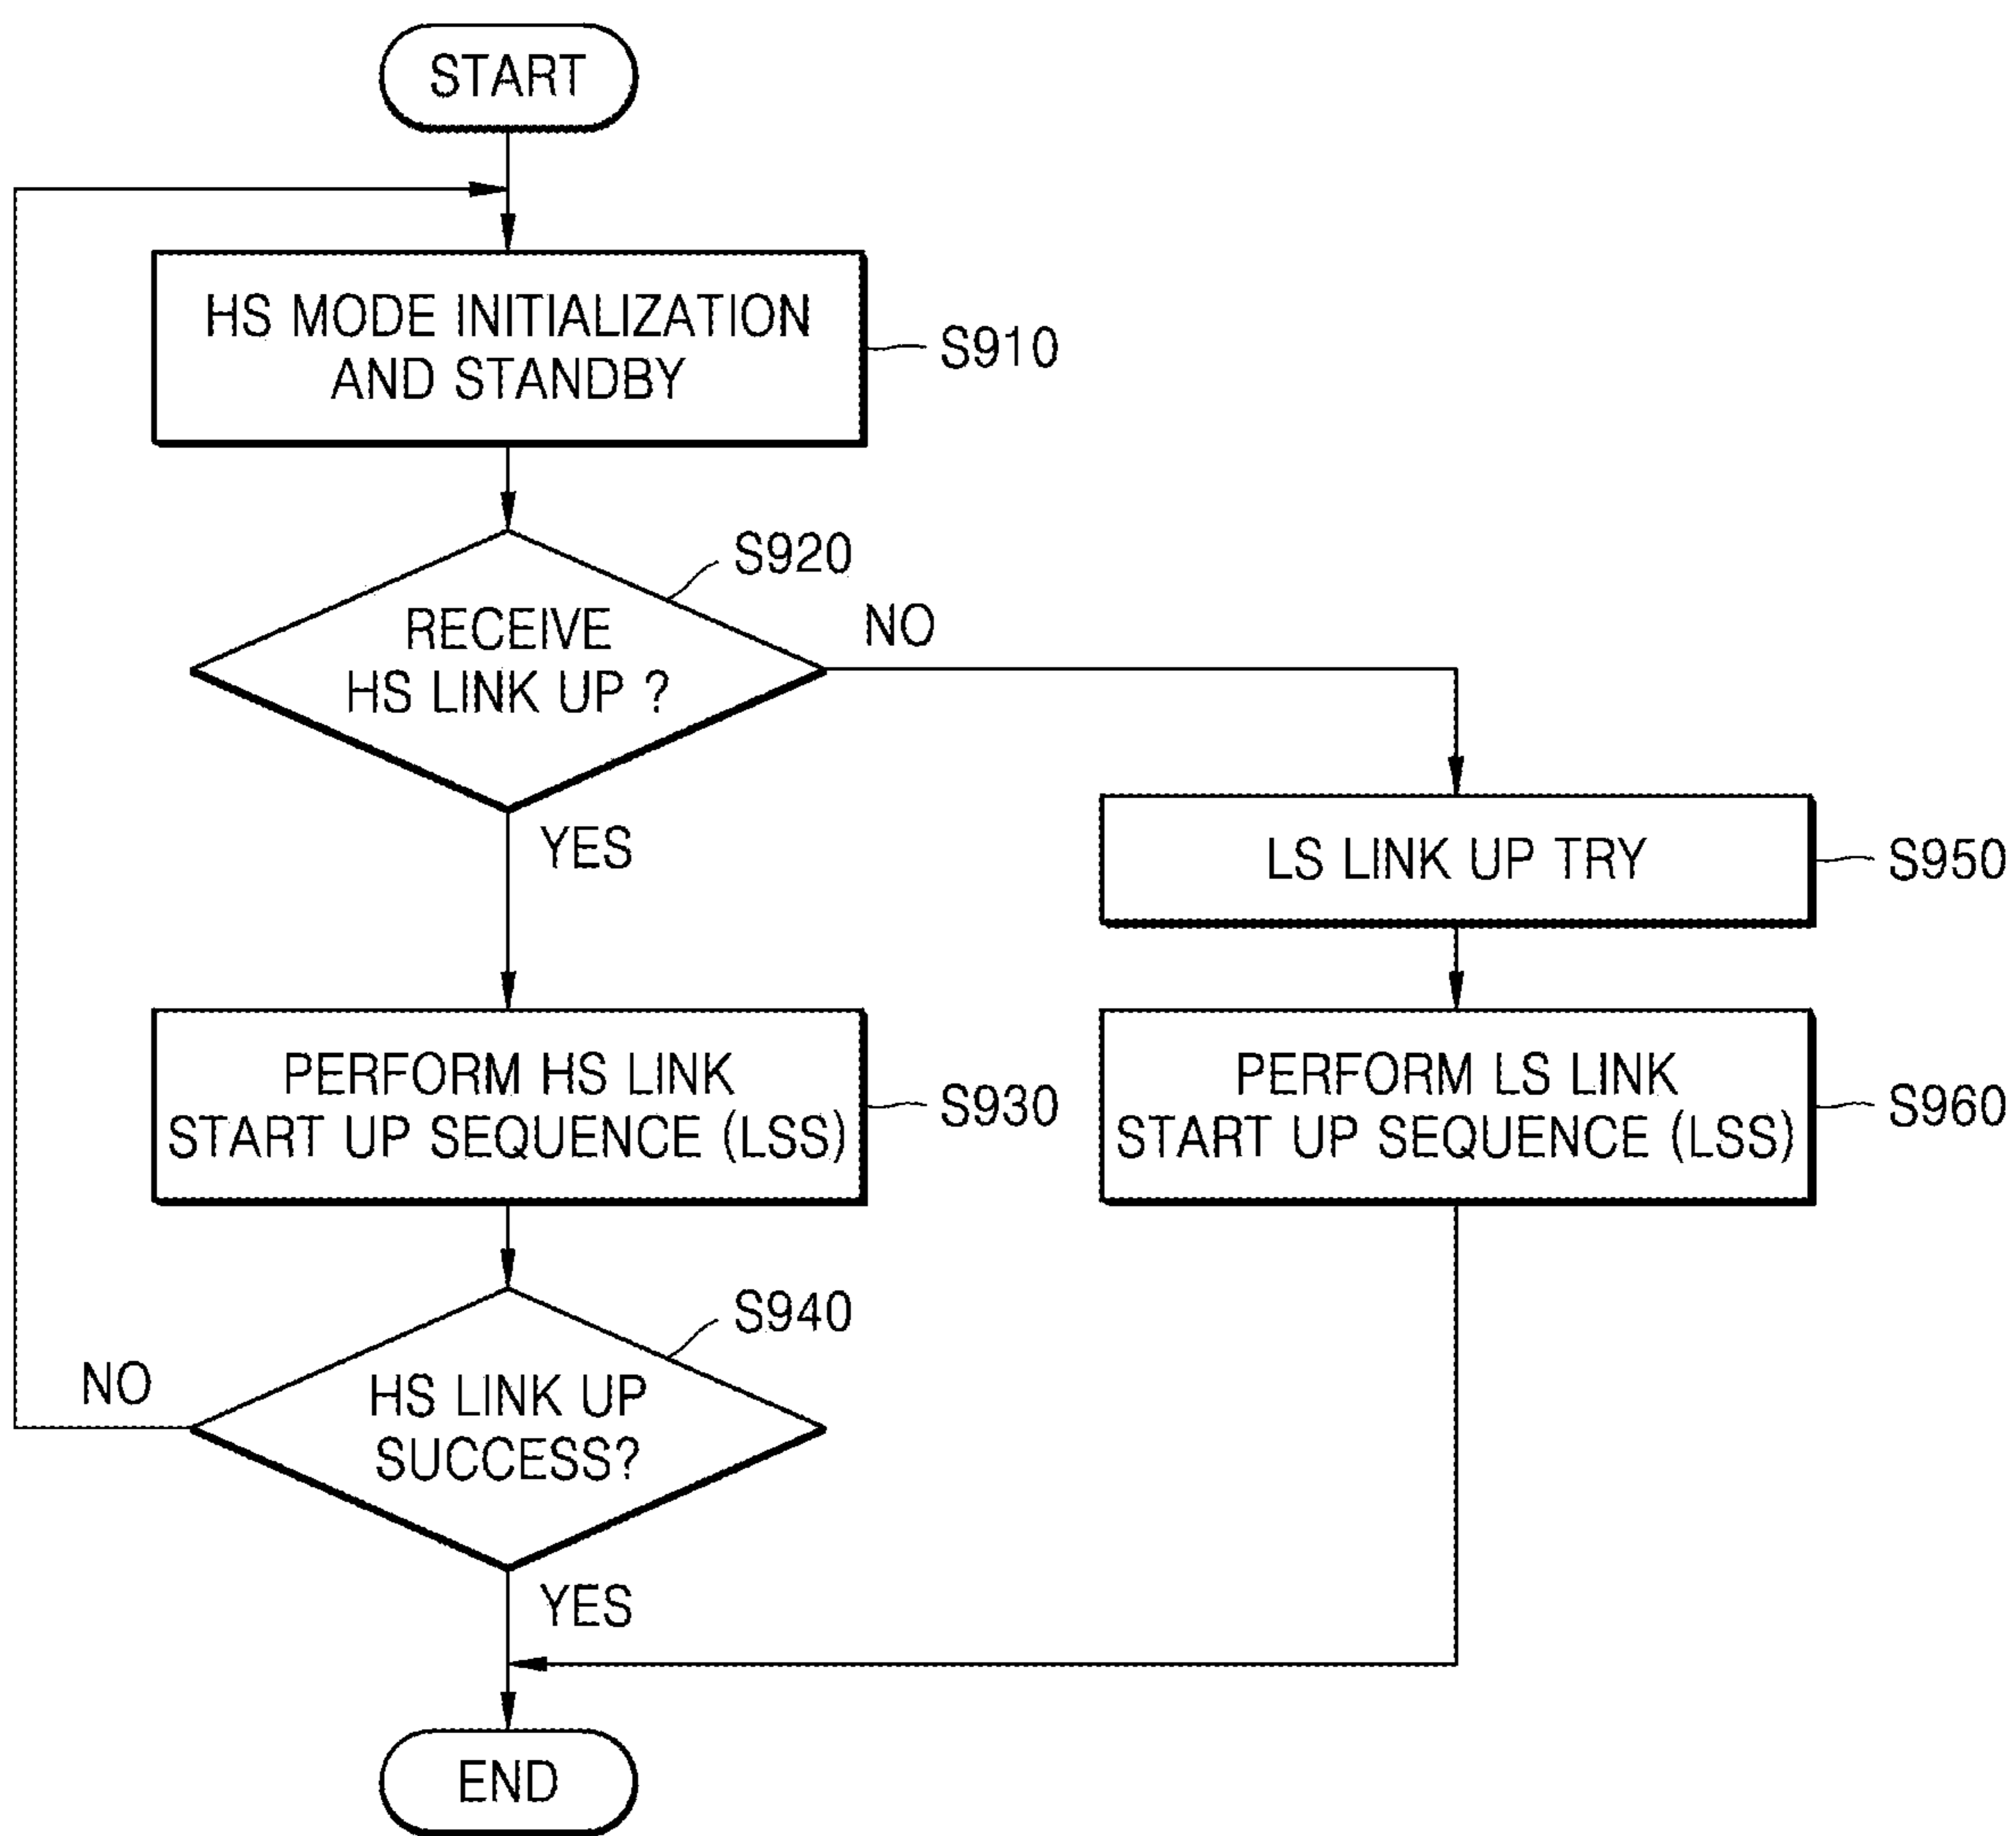 START
HS MODE INITIALIZATION
AND STANDBY
S910
S920
RECEIVE
HS LINK UP ?
NO
YES
LS LINK UP TRY
S950
PERFORM HS LINK
START UP SEQUENCE (LSS)
S930
PERFORM LS LINK
START UP SEQUENCE (LSS)
S960
S940
HS LINK UP
SUCCESS?
NO
YES
END